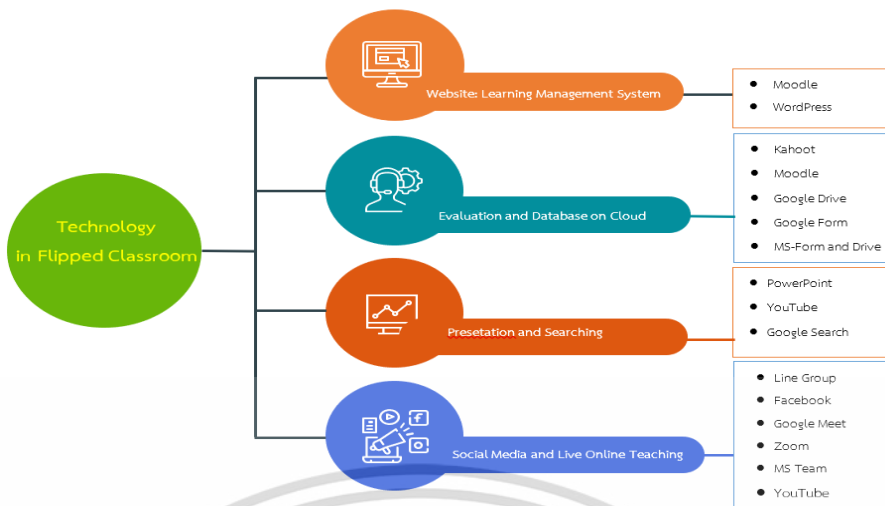 Technology
in Flipped Classroom
Website: Learning Management System
• Moodle
• WordPress
Evaluation and Database on Cloud
• Kahoot
• Moodle
• Google Drive
• Google Form
• MS-Form and Drive
Presetation and Searching
• PowerPoint
• YouTube
• Google Search
Social Media and Live Online Teaching
• Line Group
• Facebook
• Google Meet
• Zoom
• MS Team
• YouTube